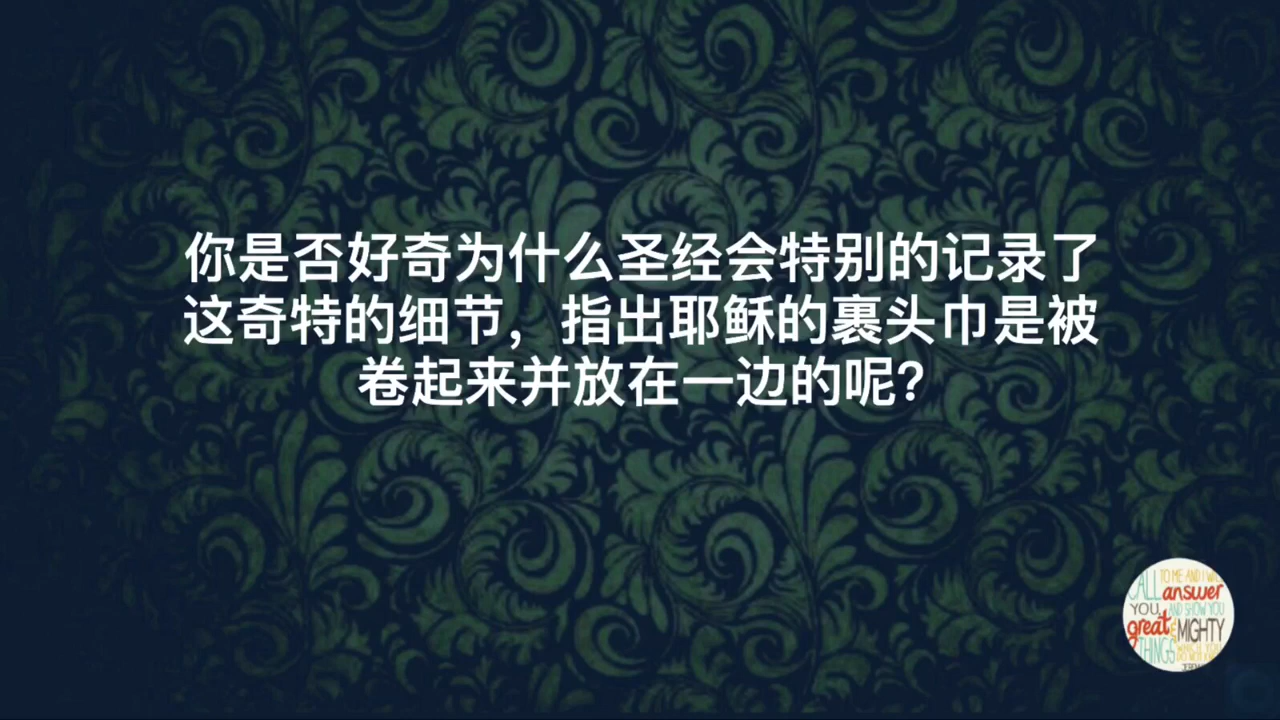 你是否好奇为什么圣经会特别的记录了
这奇特的细节，指出耶稣的裹头巾是被
卷起来并放在一边的呢？
CALL TO ME AND I WILL
answer
YOU, AND SHOW YOU
great &
MIGHTY
THINGS